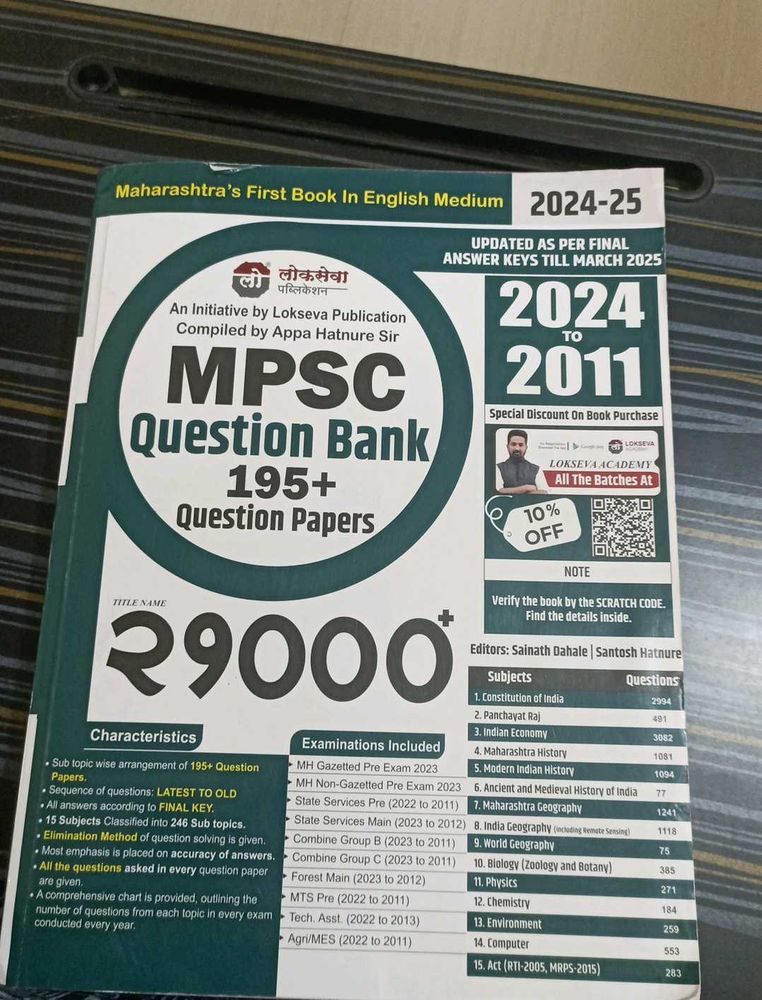 Maharashtra's First Book In English Medium
2024-25
UPDATED AS PER FINAL
ANSWER KEYS TILL MARCH 2025
लो
लोकसेवा
पब्लिकेशन
An Initiative by Lokseva Publication
Compiled by Appa Hatnure Sir
MPSC
Question Bank
195+
Question Papers
2024
TO
2011
Special Discount On Book Purchase
LOKSEVA
ACADEMY
LOKSEVA ACADEMY
All The Batches At
10%
OFF
NOTE
Verify the book by the SCRATCH CODE.
Find the details inside.
TITLE NAME
२१०००+
Editors: Sainath Dahale | Santosh Hatnure
Characteristics
• Sub topic wise arrangement of 195+ Question
Papers.
• Sequence of questions: LATEST TO OLD
• All answers according to FINAL KEY.
• 15 Subjects Classified into 246 Sub topics.
• Elimination Method of question solving is given.
• Most emphasis is placed on accuracy of answers.
• All the questions asked in every question paper
are given.
• A comprehensive chart is provided, outlining the
number of questions from each topic in every exam
conducted every year.
Examinations Included
MH Gazetted Pre Exam 2023
MH Non-Gazetted Pre Exam 2023
State Services Pre (2022 to 2011)
State Services Main (2023 to 2012)
Combine Group B (2023 to 2011)
Combine Group C (2023 to 2011)
Forest Main (2023 to 2012)
MTS Pre (2022 to 2011)
Tech. Asst. (2022 to 2013)
Agri/MES (2022 to 2011)
Subjects Questions
1. Constitution of India 2994
2. Panchayat Raj 491
3. Indian Economy 3082
4. Maharashtra History 1081
5. Modern Indian History 1094
6. Ancient and Medieval History of India 77
7. Maharashtra Geography 1241
8. India Geography (Including Remote Sensing) 1118
9. World Geography 75
10. Biology (Zoology and Botany) 385
11. Physics 271
12. Chemistry 184
13. Environment 259
14. Computer 553
15. Act (RTI-2005, MRPS-2015) 283